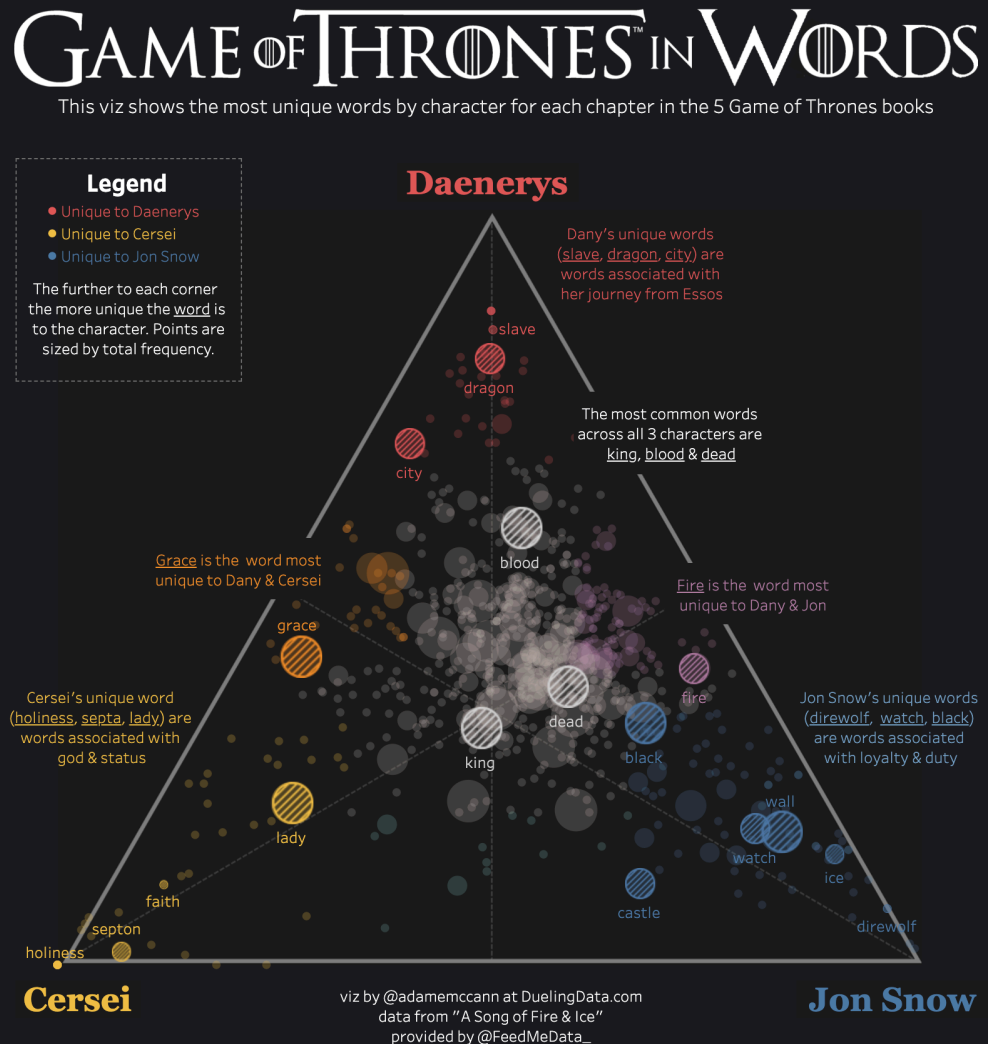 GAME OF THRONES™ IN WORDS
This viz shows the most unique words by character for each chapter in the 5 Game of Thrones books
Legend
Unique to Daenerys
Unique to Cersei
Unique to Jon Snow
The further to each corner
the more unique the word is
to the character. Points are
sized by total frequency.
Daenerys
Dany's unique words
(slave, dragon, city) are
words associated with
her journey from Essos
slave
dragon
The most common words
across all 3 characters are
king, blood & dead
city
blood
Grace is the word most
unique to Dany & Cersei
Fire is the word most
unique to Dany & Jon
grace
fire
Cersei's unique word
(holiness, septa, lady) are
words associated with
god & status
Jon Snow's unique words
(direwolf, watch, black)
are words associated
with loyalty & duty
dead
king
black
lady
wall
watch
ice
faith
castle
septon
direwolf
holiness
Cersei
Jon Snow
viz by @adamemccann at DuelingData.com
data from "A Song of Fire & Ice"
provided by @FeedMeData_